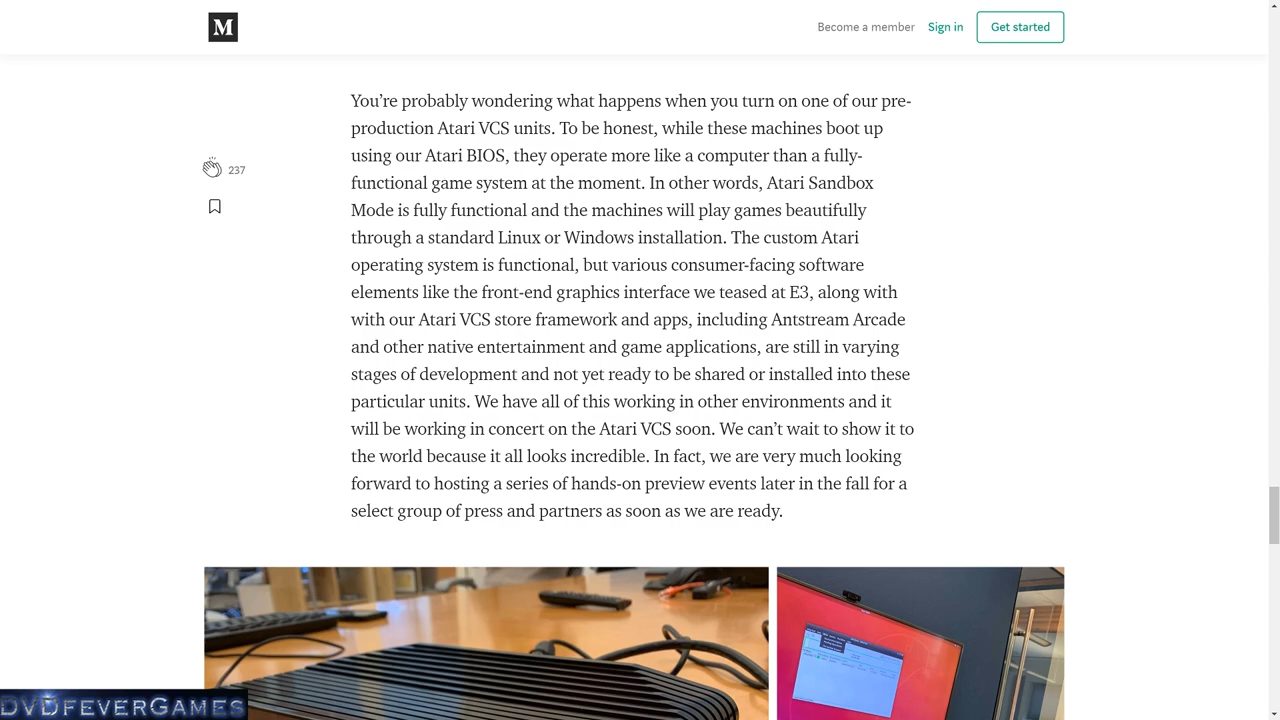 M
Become a member
Sign in
Get started
You’re probably wondering what happens when you turn on one of our pre-
production Atari VCS units. To be honest, while these machines boot up
using our Atari BIOS, they operate more like a computer than a fully-
functional game system at the moment. In other words, Atari Sandbox
Mode is fully functional and the machines will play games beautifully
through a standard Linux or Windows installation. The custom Atari
operating system is functional, but various consumer-facing software
elements like the front-end graphics interface we teased at E3, along with
with our Atari VCS store framework and apps, including Antstream Arcade
and other native entertainment and game applications, are still in varying
stages of development and not yet ready to be shared or installed into these
particular units. We have all of this working in other environments and it
will be working in concert on the Atari VCS soon. We can’t wait to show it to
the world because it all looks incredible. In fact, we are very much looking
forward to hosting a series of hands-on preview events later in the fall for a
select group of press and partners as soon as we are ready.
237
DVDFEVERGAMES